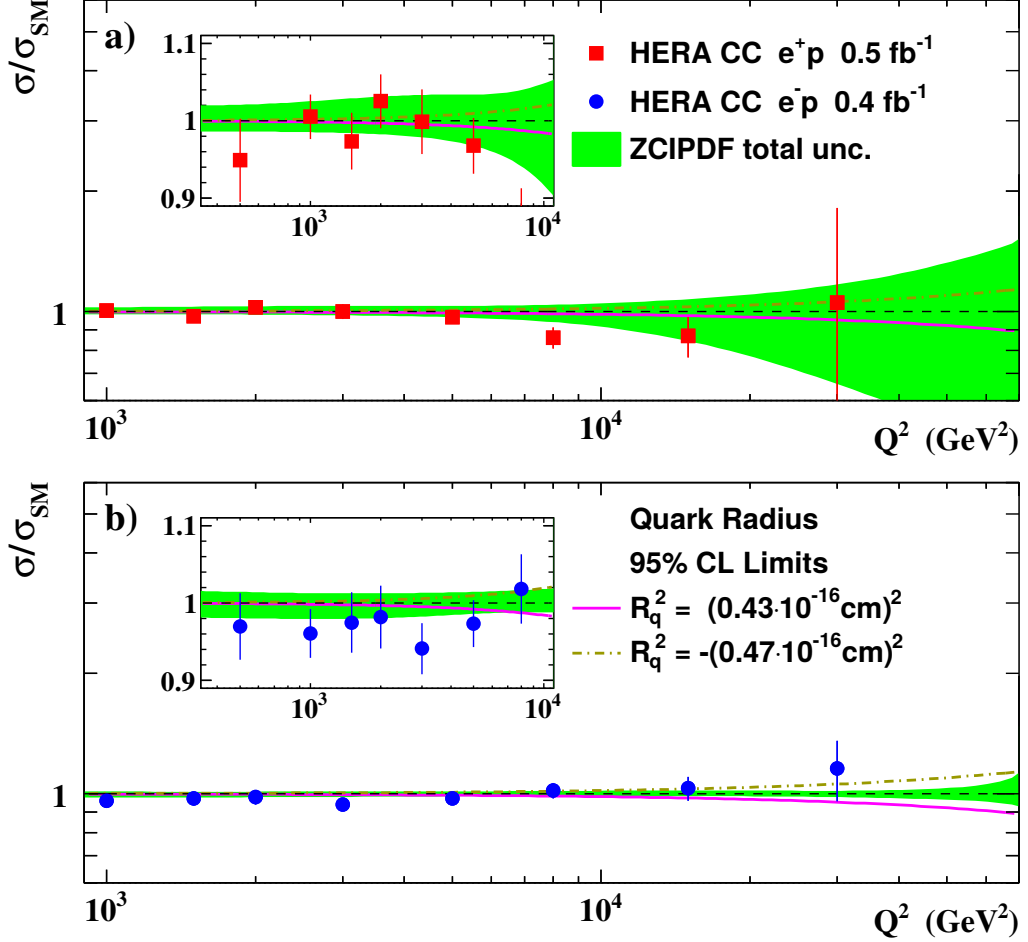 σ/σ_SM
a)
1.1
1
0.9
10³
10⁴
HERA CC e⁺p 0.5 fb⁻¹
HERA CC e⁻p 0.4 fb⁻¹
ZCIPDF total unc.
1
10³
10⁴
Q² (GeV²)
σ/σ_SM
b)
1.1
1
0.9
10³
10⁴
Quark Radius
95% CL Limits
R_q² = (0.43·10⁻¹⁶cm)²
R_q² = -(0.47·10⁻¹⁶cm)²
1
10³
10⁴
Q² (GeV²)